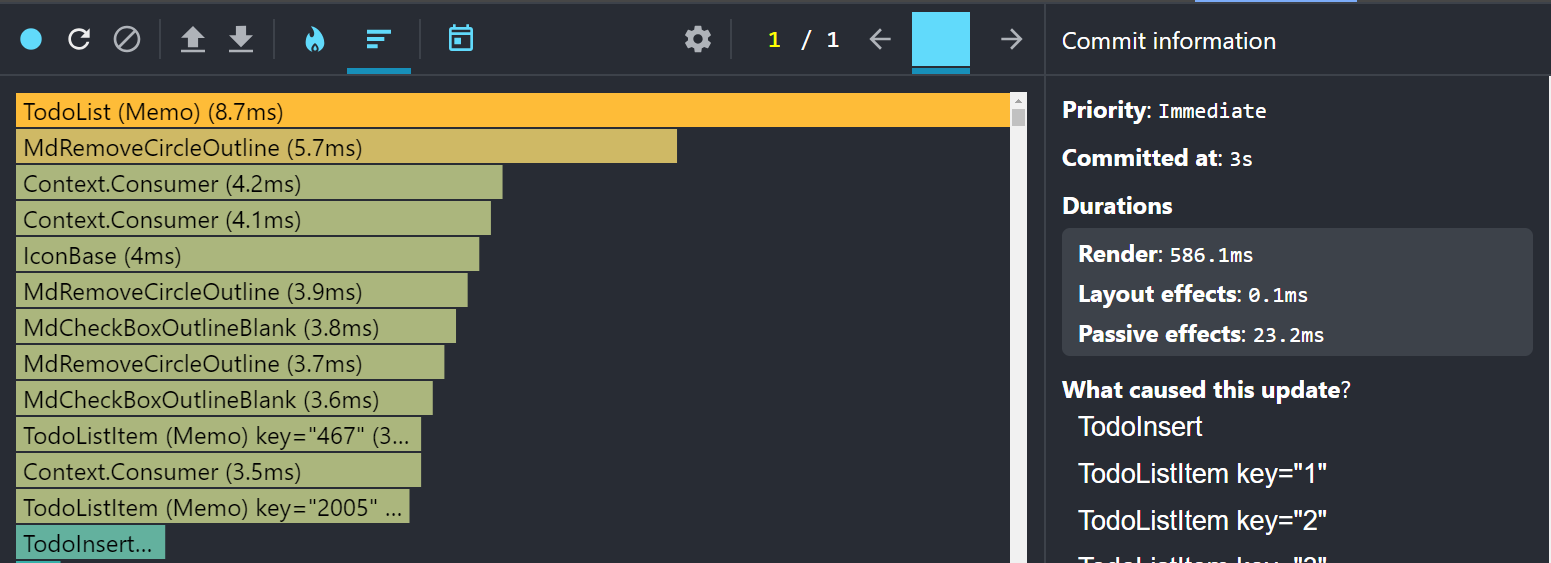 1 / 1
Commit information
TodoList (Memo) (8.7ms)
MdRemoveCircleOutline (5.7ms)
Context.Consumer (4.2ms)
Context.Consumer (4.1ms)
IconBase (4ms)
MdRemoveCircleOutline (3.9ms)
MdCheckBoxOutlineBlank (3.8ms)
MdRemoveCircleOutline (3.7ms)
MdCheckBoxOutlineBlank (3.6ms)
TodoListItem (Memo) key="467" (3...
Context.Consumer (3.5ms)
TodoListItem (Memo) key="2005" ...
TodoInsert...
Priority: Immediate
Committed at: 3s
Durations
Render: 586.1ms
Layout effects: 0.1ms
Passive effects: 23.2ms
What caused this update?
TodoInsert
TodoListItem key="1"
TodoListItem key="2"
TodoListItem key="3"